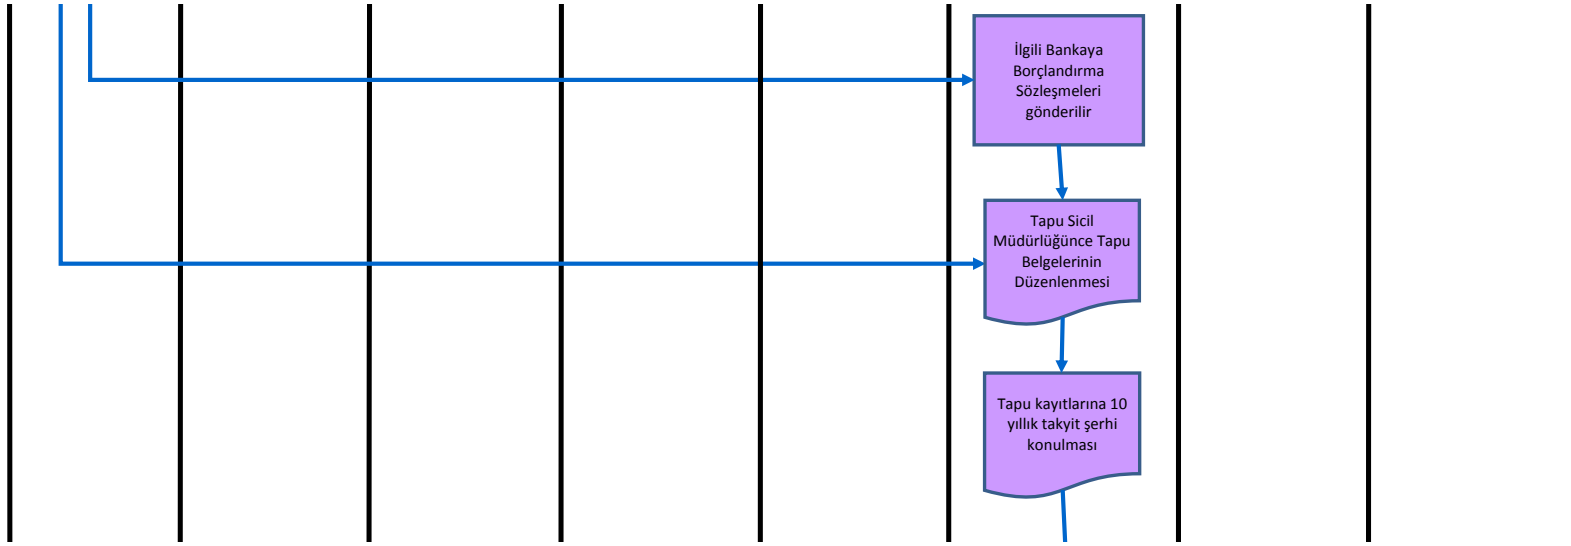 İlgili Bankaya
Borçlandırma
Sözleşmeleri
gönderilir
Tapu Sicil
Müdürlüğünce Tapu
Belgelerinin
Düzenlenmesi
Tapu kayıtlarına 10
yıllık takyit şerhi
konulması